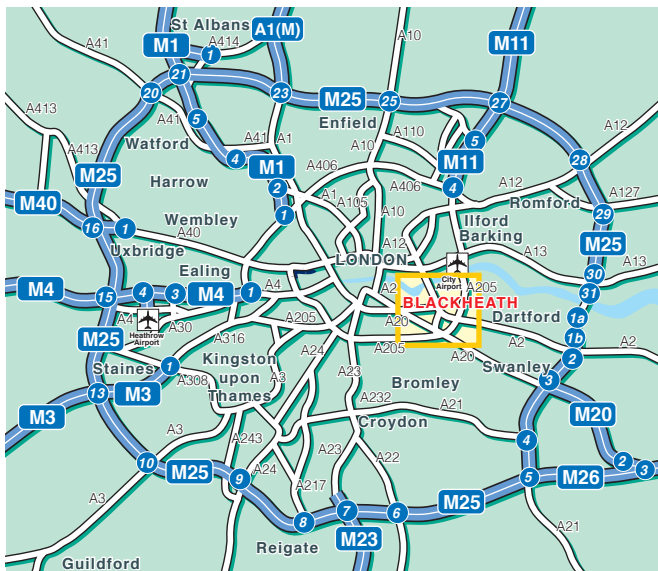 St Albans
A10
A41
M1
1
A414
A1(M)
M11
21
20
23
M25
25
27
A413
5
A41
Enfield
A12
Watford
A41
A1
A110
5
A10
A413
4
M11
28
M25
Harrow
M1
A406
A406
4
A12
2
A1
A105
Romford
A127
M40
Wembley
1
A10
Ilford
29
16
1
A40
A12
Barking
M25
Uxbridge
LONDON
A13
A13
Ealing
City
Airport
30
M4
15
4
3
M4
1
A4
A2
A205
31
BLACKHEATH
A4
A30
A205
A20
Dartford
1a
Heathrow
Airport
A316
M25
A24
A205
A2
1b
A2
Staines
1
Kingston
upon
Thames
A20
2
Swanley
A308
A3
A23
Bromley
3
13
M3
A232
A21
M20
M3
Croydon
A3
A243
4
A23
A22
10
M25
A24
2
3
9
A217
5
M26
A3
M25
8
7
6
A21
Reigate
M23
Guildford